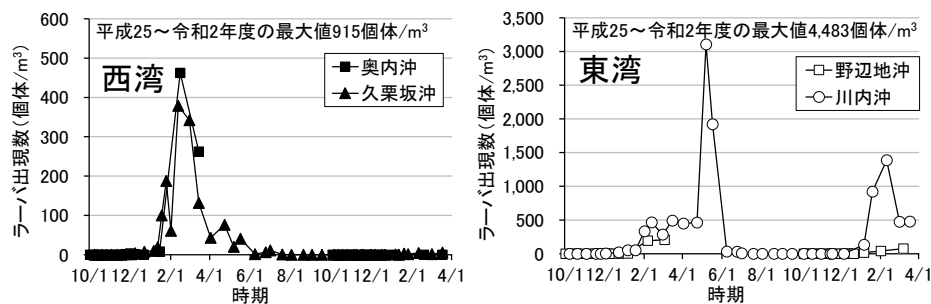 平成25～令和2年度の最大値915個体/m³
西湾
奥内沖
久栗坂沖
ラーバ出現数(個体/m³)
600
500
400
300
200
100
0
10/1 12/1 2/1 4/1 6/1 8/1 10/1 12/1 2/1 4/1
時期
平成25～令和2年度の最大値4,483個体/m³
東湾
野辺地沖
川内沖
ラーバ出現数(個体/m³)
3,500
3,000
2,500
2,000
1,500
1,000
500
0
10/1 12/1 2/1 4/1 6/1 8/1 10/1 12/1 2/1 4/1
時期